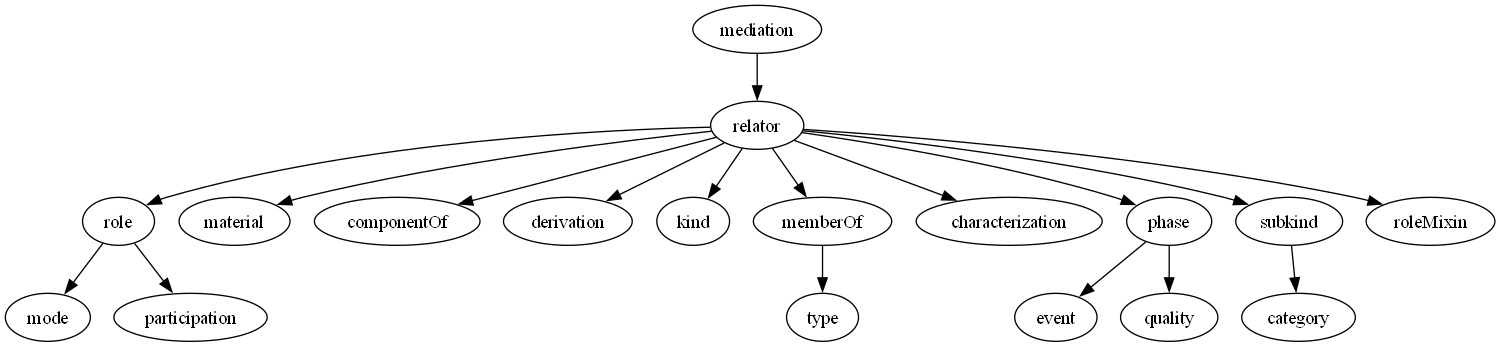 mediation
relator
role
material
componentOf
derivation
kind
memberOf
characterization
phase
subkind
roleMixin
mode
participation
type
event
quality
category